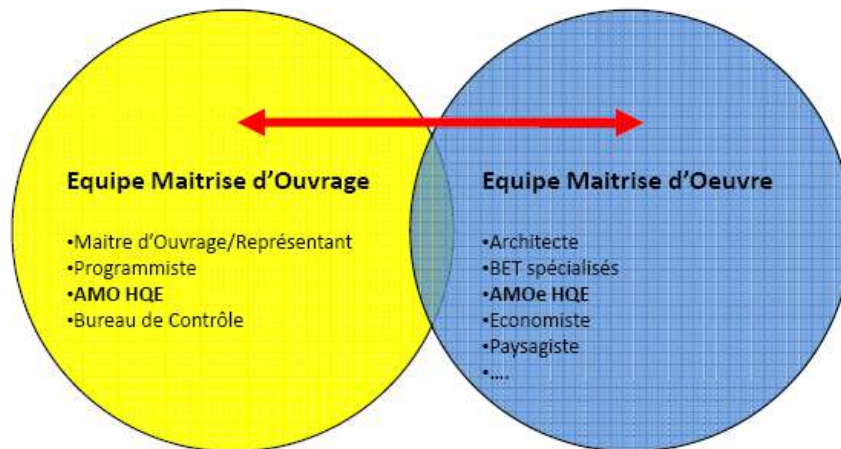 Equipe Maitrise d'Ouvrage
•Maitre d'Ouvrage/Représentant
•Programmiste
•AMO HQE
•Bureau de Contrôle
Equipe Maitrise d'Oeuvre
•Architecte
•BET spécialisés
•AMOe HQE
•Economiste
•Paysagiste
•....